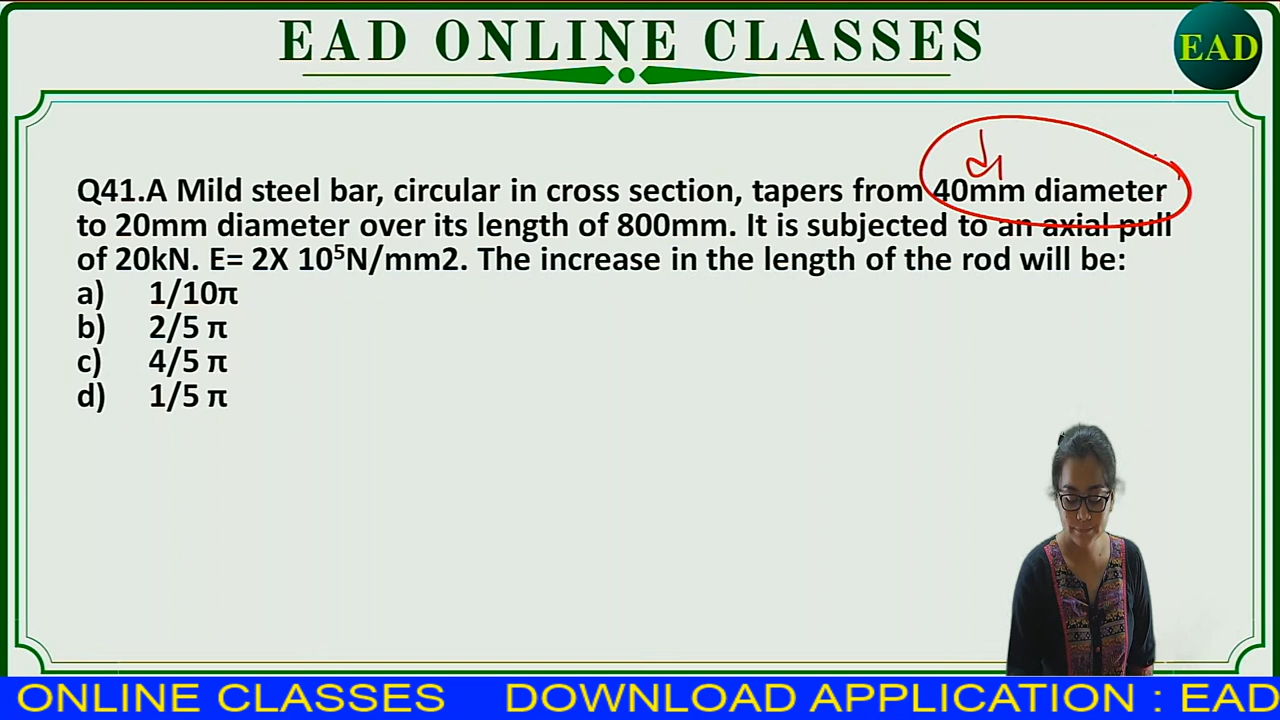 EAD ONLINE CLASSES
EAD
d1
Q41.A Mild steel bar, circular in cross section, tapers from 40mm diameter
to 20mm diameter over its length of 800mm. It is subjected to an axial pull
of 20kN. E= 2X 10⁵N/mm2. The increase in the length of the rod will be:
a) 1/10π
b) 2/5 π
c) 4/5 π
d) 1/5 π
ONLINE CLASSES DOWNLOAD APPLICATION : EAD